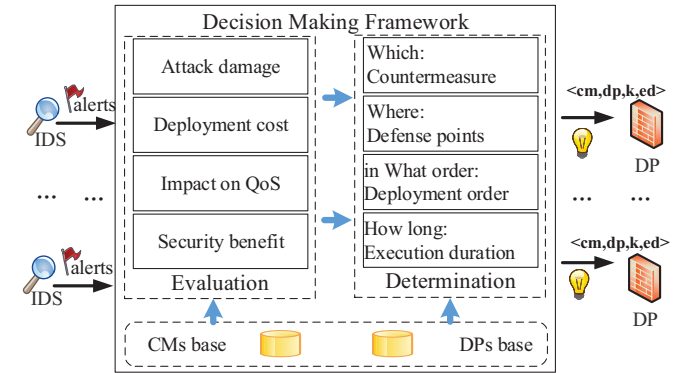 Decision Making Framework
alerts
IDS
... ...
alerts
IDS
Attack damage
Deployment cost
Impact on QoS
Security benefit
Evaluation
Which:
Countermeasure
Where:
Defense points
in What order:
Deployment order
How long:
Execution duration
Determination
CMs base
DPs base
<cm,dp,k,ed>
DP
... ...
<cm,dp,k,ed>
DP